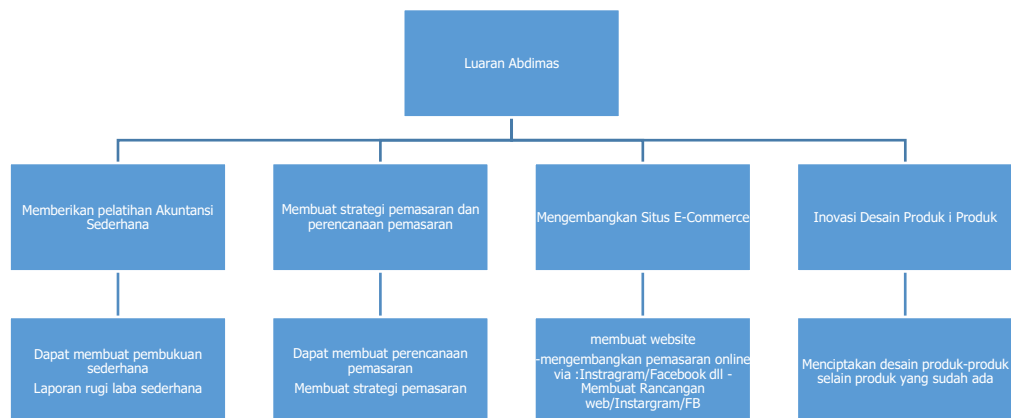 Luaran Abdimas
Memberikan pelatihan Akuntansi
Sederhana
Membuat strategi pemasaran dan
perencanaan pemasaran
Mengembangkan Situs E-Commerce
Inovasi Desain Produk i Produk
Dapat membuat pembukuan
sederhana
Laporan rugi laba sederhana
Dapat membuat perencanaan
pemasaran
Membuat strategi pemasaran
membuat website
-mengembangkan pemasaran online
via :Instragram/Facebook dll -
Membuat Rancangan
web/Instargram/FB
Menciptakan desain produk-produk
selain produk yang sudah ada